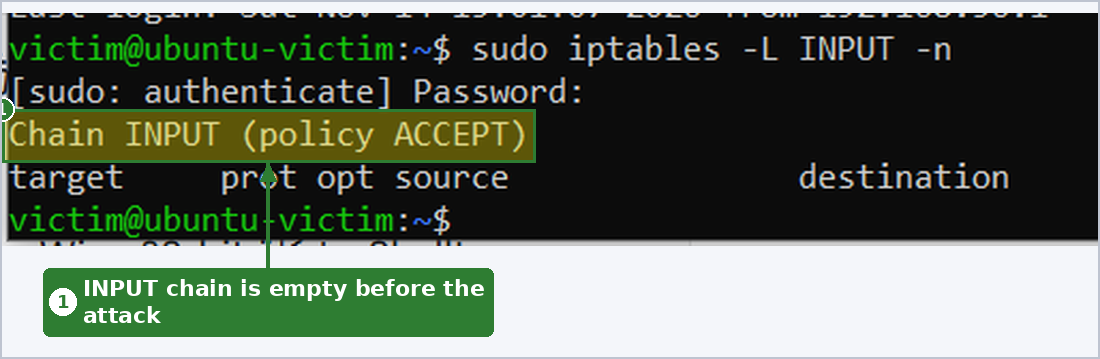 victim@ubuntu-victim:~$ sudo iptables -L INPUT -n
[sudo: authenticate] Password:
Chain INPUT (policy ACCEPT)
target prot opt source destination
victim@ubuntu-victim:~$
1 INPUT chain is empty before the
attack